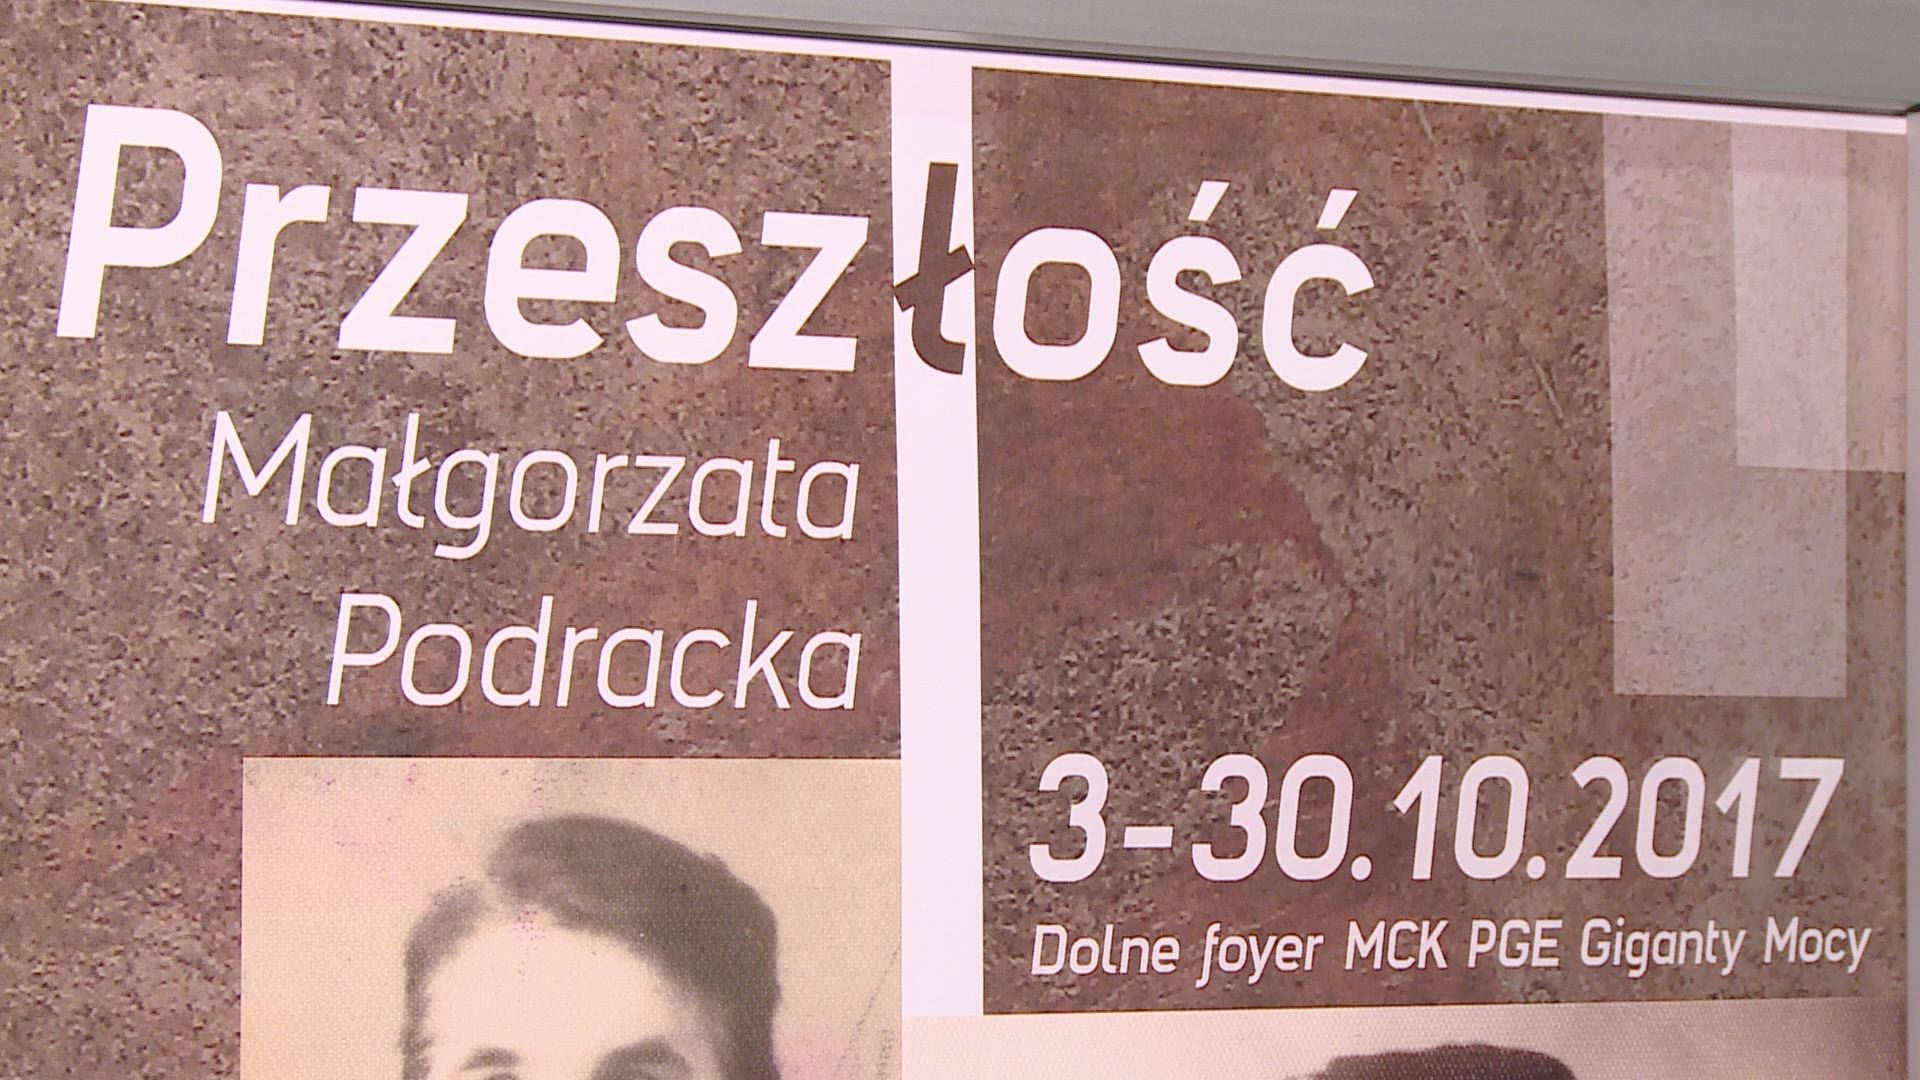 Przeszłość
Małgorzata
Podracka
3-30.10.2017
Dolne foyer MCK PGE Giganty Mocy